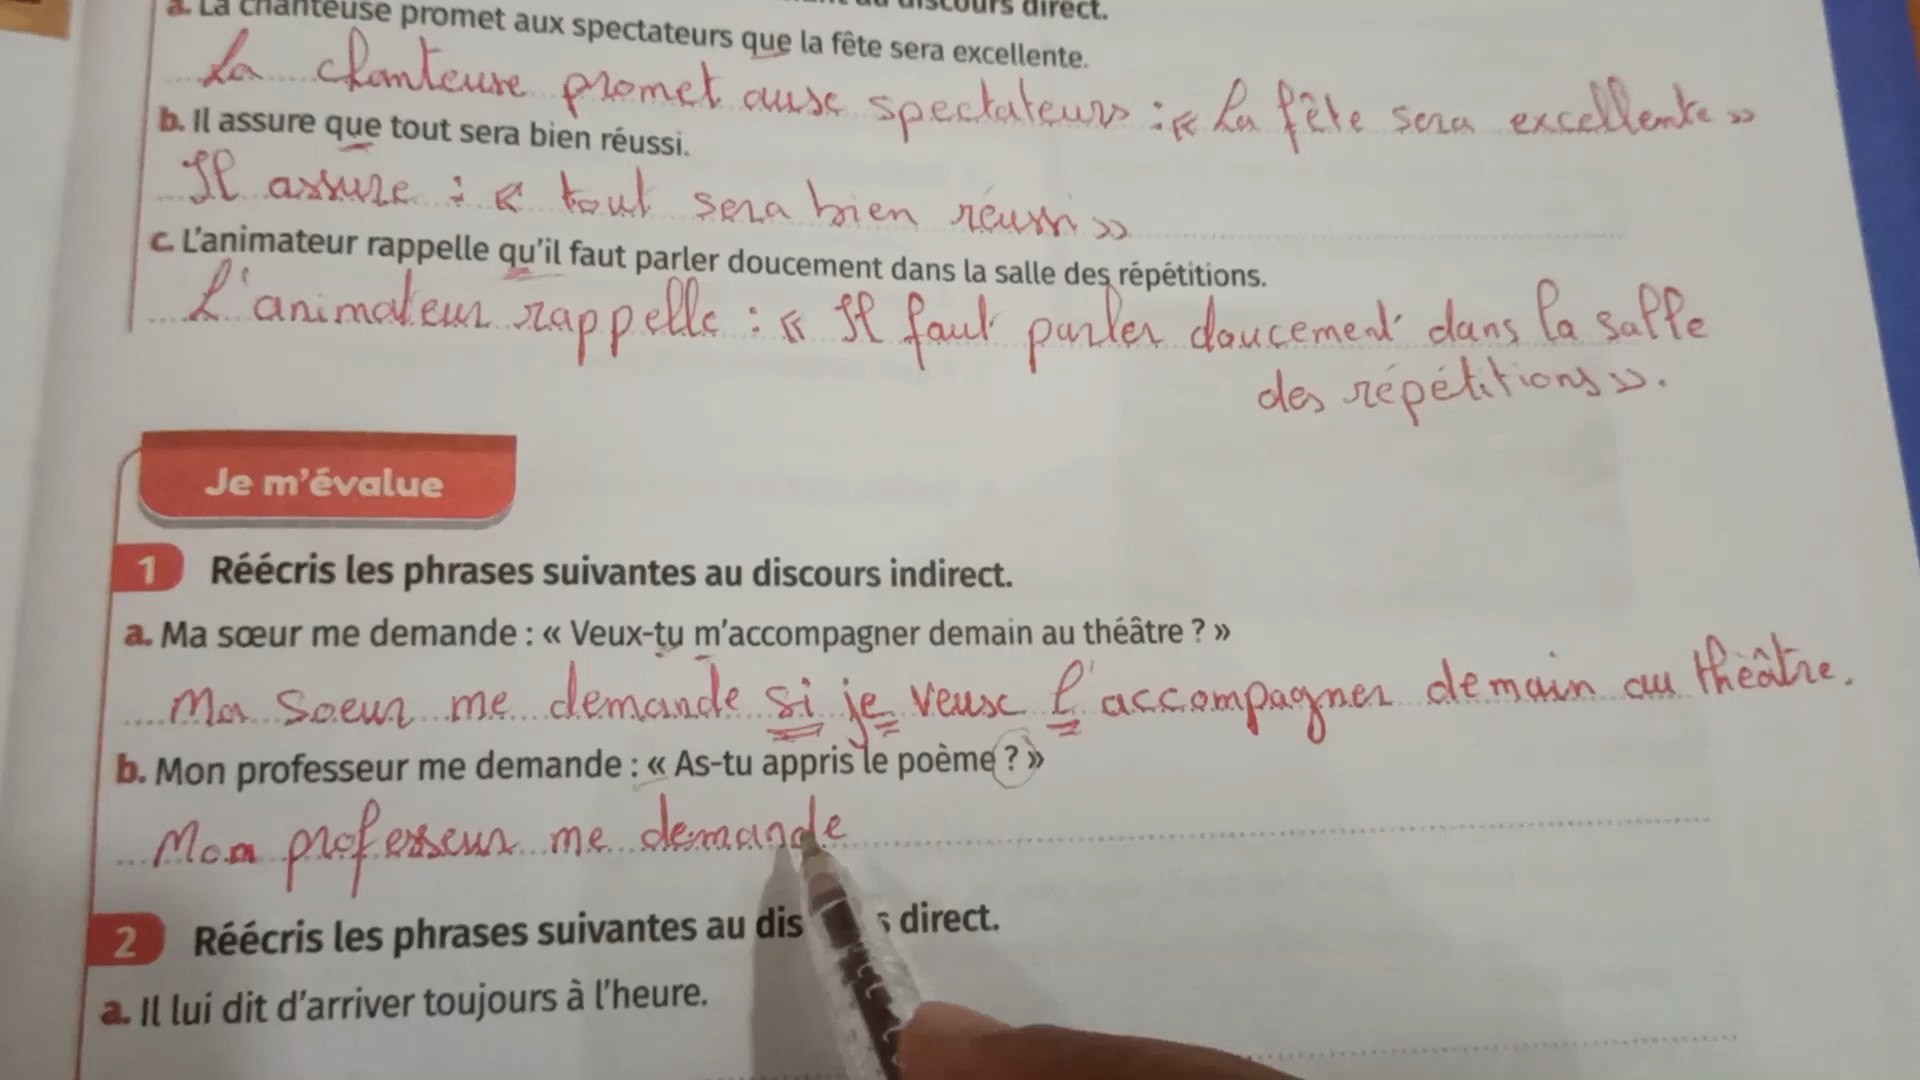 discours direct.
a. La chanteuse promet aux spectateurs que la fête sera excellente.
La chanteuse promet aux spectateurs : « La fête sera excellente »
b. Il assure que tout sera bien réussi.
Il assure : « tout sera bien réussi »
c. L'animateur rappelle qu'il faut parler doucement dans la salle des répétitions.
L'animateur rappelle : « Il faut parler doucement dans la salle
des répétitions ».
Je m'évalue
1 Réécris les phrases suivantes au discours indirect.
a. Ma sœur me demande : « Veux-tu m'accompagner demain au théâtre ? »
Ma soeur me demande si je veux l'accompagner demain au théâtre.
b. Mon professeur me demande : « As-tu appris le poème ? »
Mon professeur me demande
2 Réécris les phrases suivantes au dis s direct.
a. Il lui dit d'arriver toujours à l'heure.